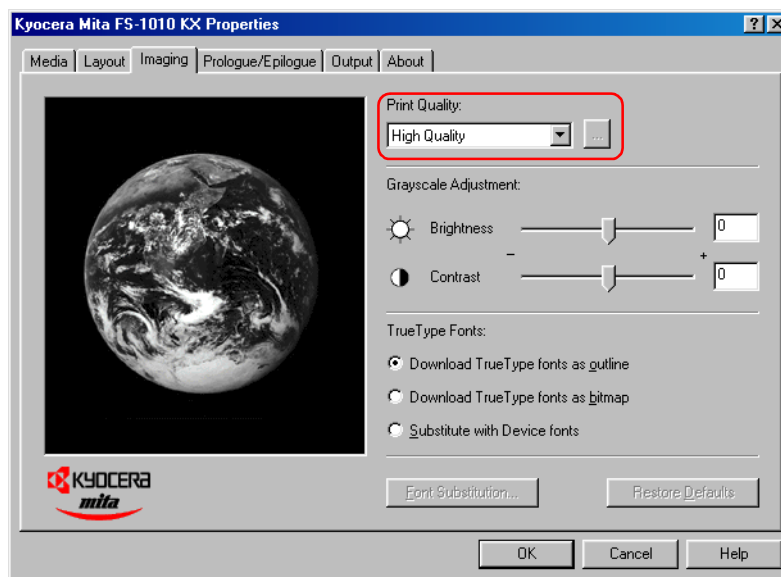 Kyocera Mita FS-1010 KX Properties
Media Layout Imaging Prologue/Epilogue Output About
Print Quality:
High Quality ...
Grayscale Adjustment:
Brightness 0
- +
Contrast 0
TrueType Fonts:
Download TrueType fonts as outline
Download TrueType fonts as bitmap
Substitute with Device fonts
KYOCERA
mita
Font Substitution... Restore Defaults
OK Cancel Help